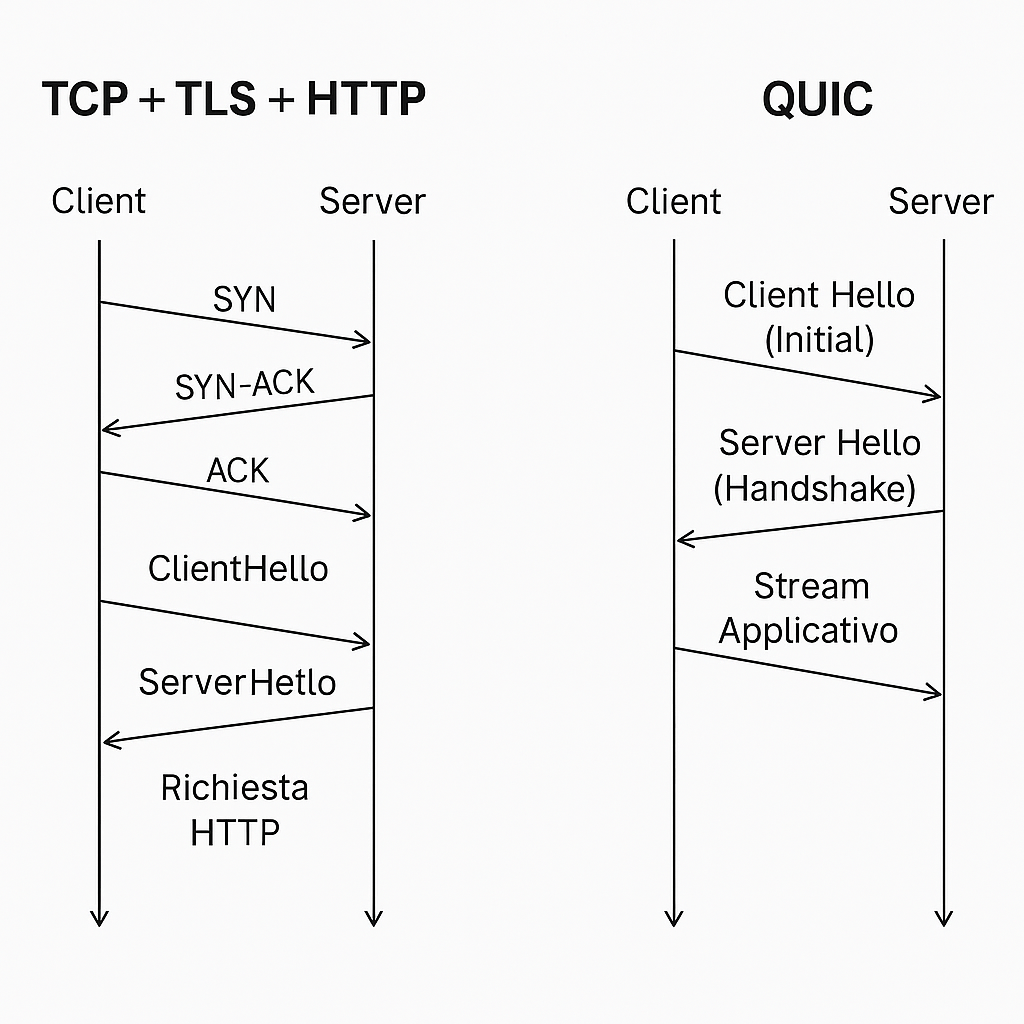 TCP + TLS + HTTP
Client Server
SYN
SYN-ACK
ACK
ClientHello
ServerHetlo
Richiesta
HTTP
QUIC
Client Server
Client Hello
(Initial)
Server Hello
(Handshake)
Stream
Applicativo